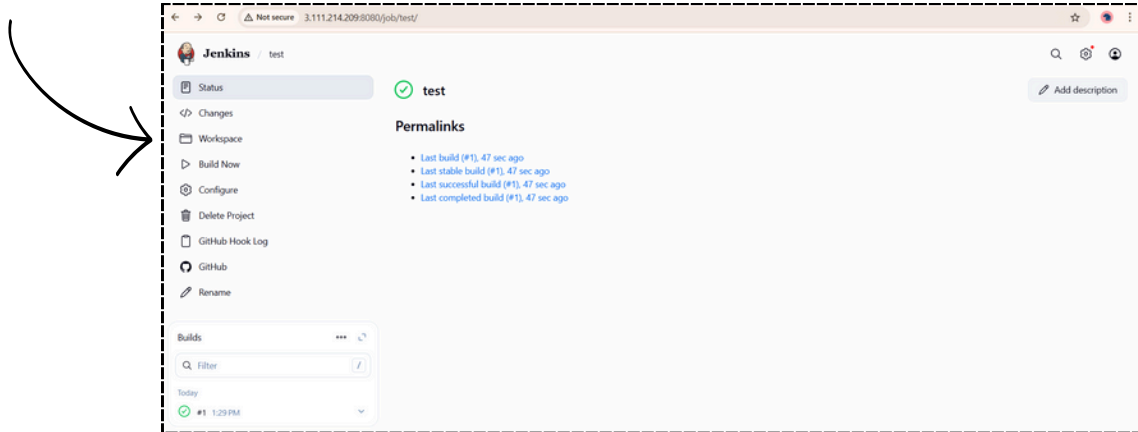 Not secure 3.111.214.209:8080/job/test/
Jenkins / test
Status
Changes
Workspace
Build Now
Configure
Delete Project
GitHub Hook Log
GitHub
Rename
Builds
Filter /
Today
#1 1:29 PM
test
Add description
Permalinks
Last build (#1), 47 sec ago
Last stable build (#1), 47 sec ago
Last successful build (#1), 47 sec ago
Last completed build (#1), 47 sec ago